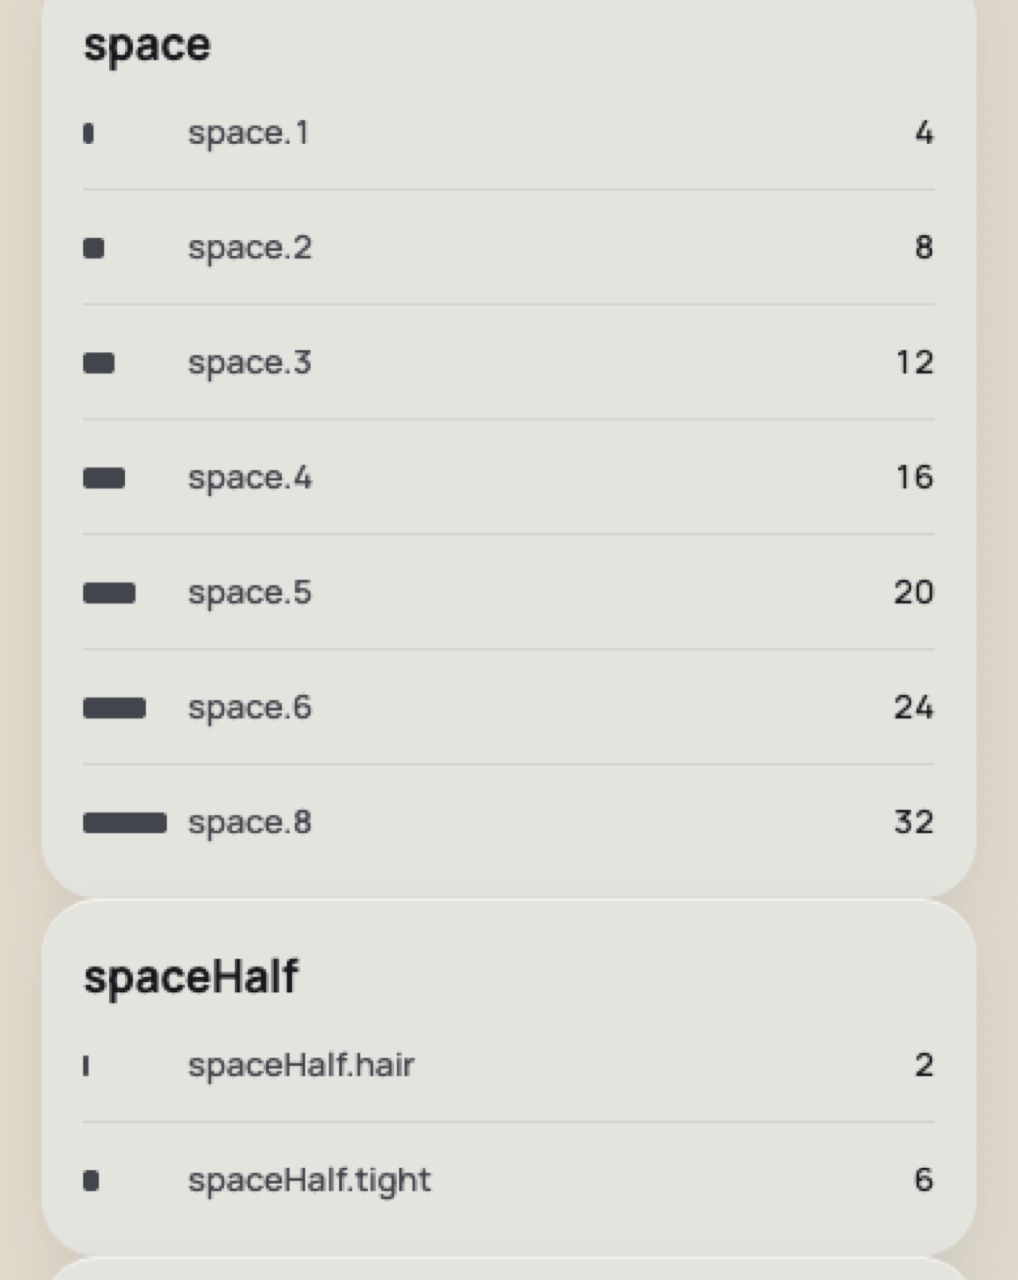 space
space.1 4
space.2 8
space.3 12
space.4 16
space.5 20
space.6 24
space.8 32
spaceHalf
spaceHalf.hair 2
spaceHalf.tight 6